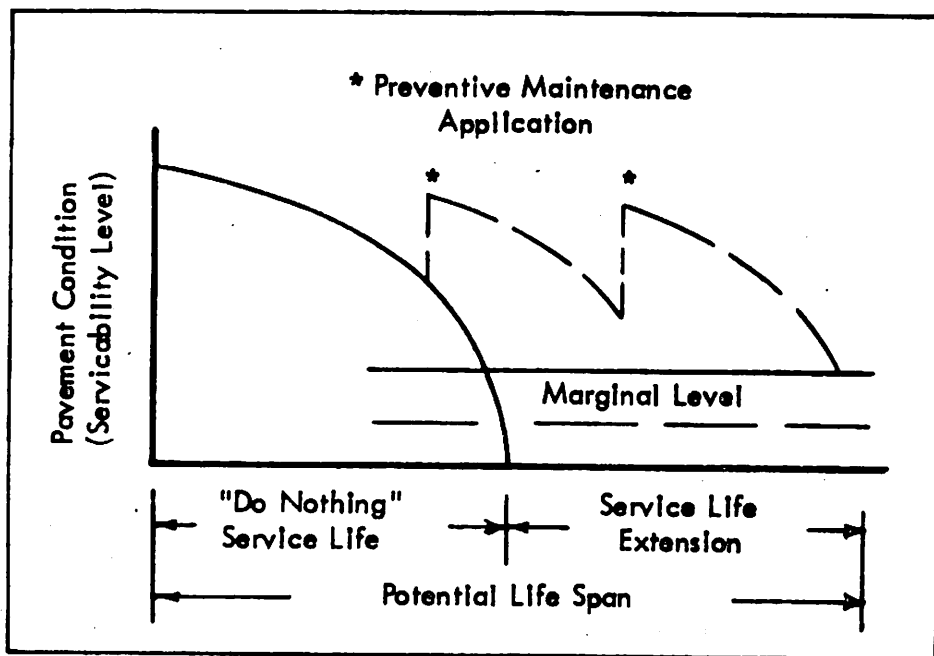 * Preventive Maintenance
Application
*
*
Pavement Condition
(Servicability Level)
Marginal Level
"Do Nothing"
Service Life
Service Life
Extension
Potential Life Span